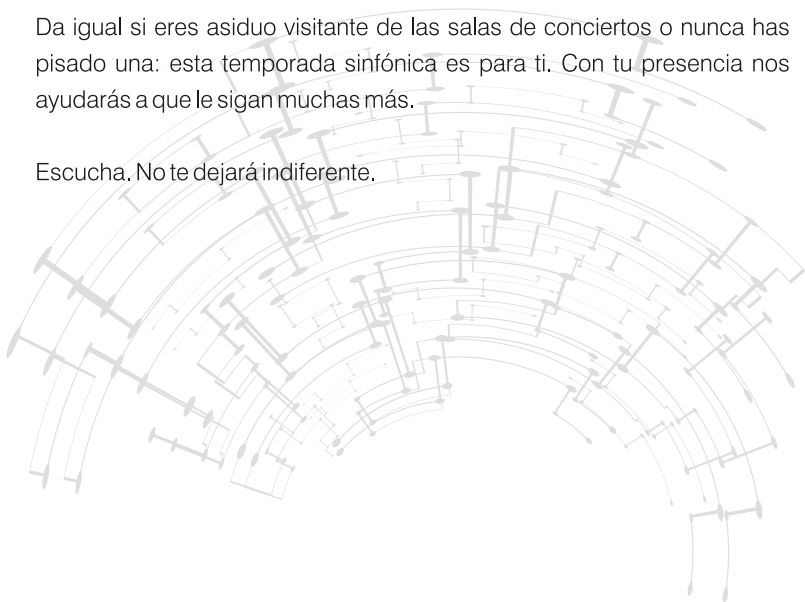 Da igual si eres asiduo visitante de las salas de conciertos o nunca has
pisado una: esta temporada sinfónica es para ti. Con tu presencia nos
ayudarás a que le sigan muchas más.
Escucha. No te dejará indiferente.